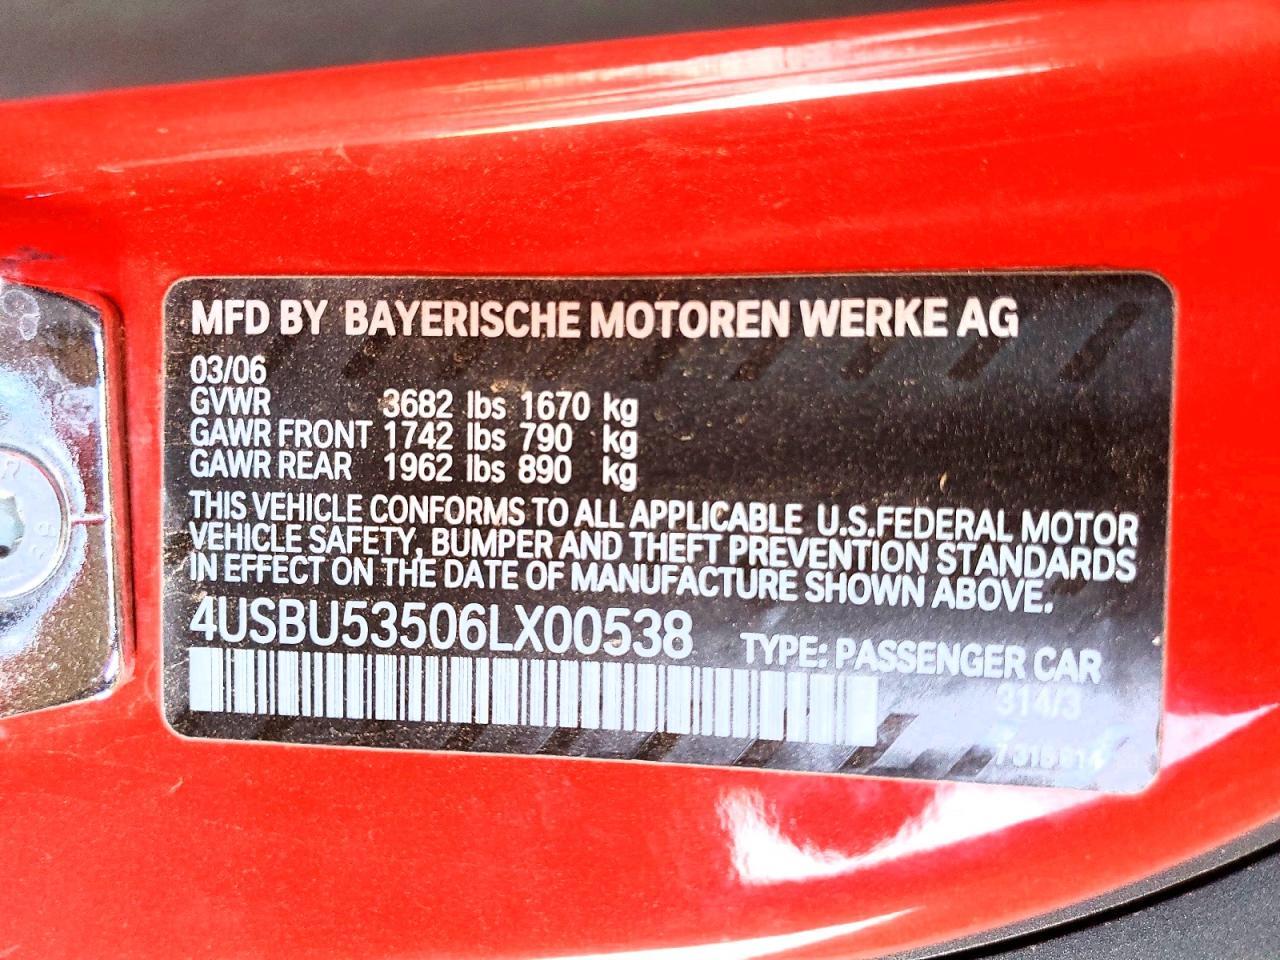 MFD BY BAYERISCHE MOTOREN WERKE AG
03/06
GVWR 3682 lbs 1670 kg
GAWR FRONT 1742 lbs 790 kg
GAWR REAR 1962 lbs 890 kg
THIS VEHICLE CONFORMS TO ALL APPLICABLE U.S.FEDERAL MOTOR
VEHICLE SAFETY, BUMPER AND THEFT PREVENTION STANDARDS
IN EFFECT ON THE DATE OF MANUFACTURE SHOWN ABOVE.
4USBU53506LX00538 TYPE: PASSENGER CAR
314/3